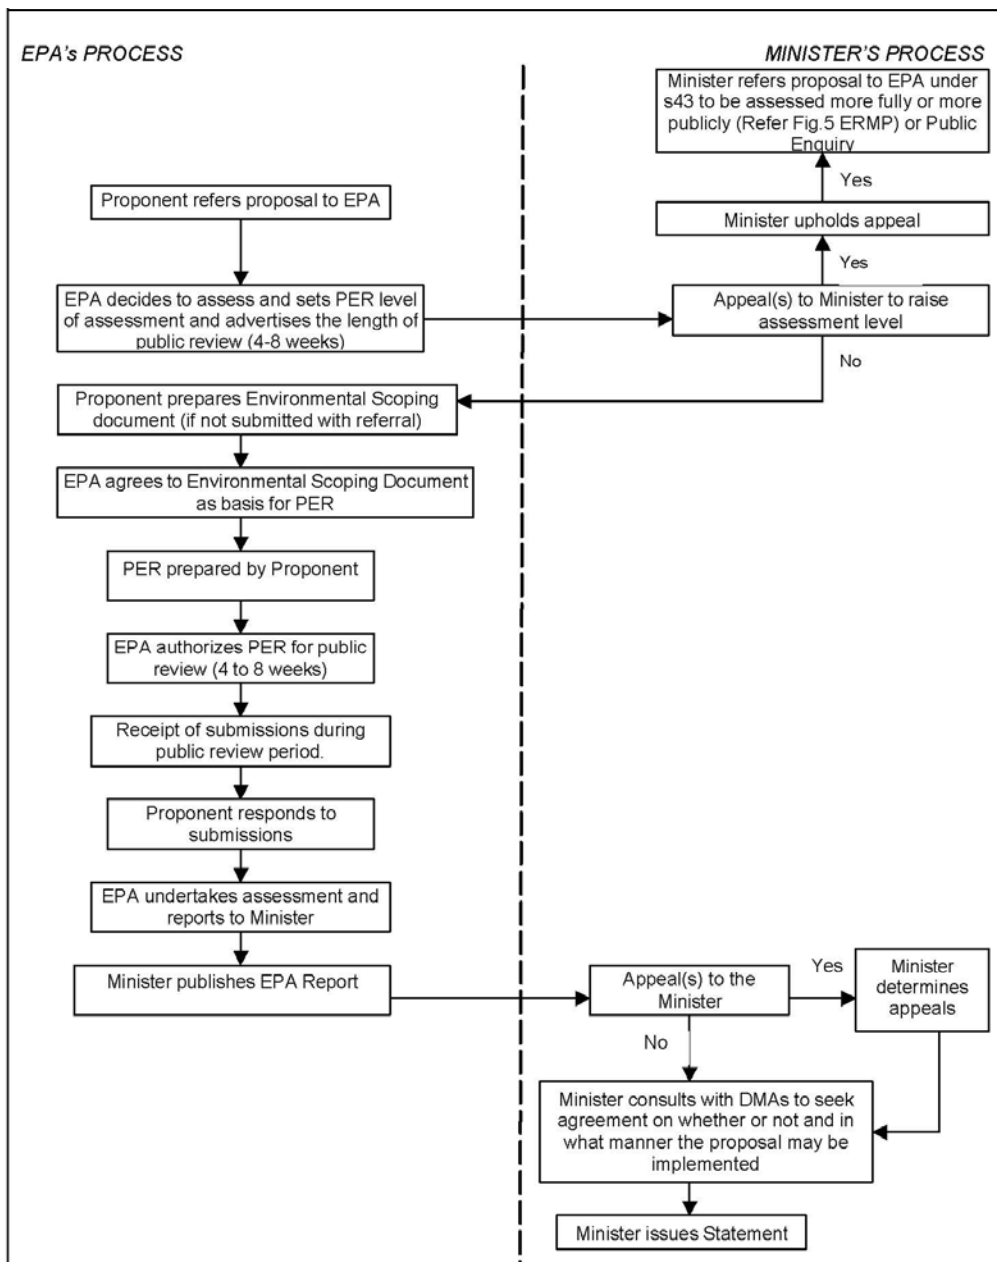 EPA's PROCESS
MINISTER'S PROCESS
Minister refers proposal to EPA under
s43 to be assessed more fully or more
publicly (Refer Fig.5 ERMP) or Public
Enquiry
Yes
Proponent refers proposal to EPA
Minister upholds appeal
Yes
EPA decides to assess and sets PER level
of assessment and advertises the length of
public review (4-8 weeks)
Appeal(s) to Minister to raise
assessment level
No
Proponent prepares Environmental Scoping
document (if not submitted with referral)
EPA agrees to Environmental Scoping Document
as basis for PER
PER prepared by Proponent
EPA authorizes PER for public
review (4 to 8 weeks)
Receipt of submissions during
public review period.
Proponent responds to
submissions
EPA undertakes assessment and
reports to Minister
Minister publishes EPA Report
Appeal(s) to the
Minister
Yes
Minister
determines
appeals
No
Minister consults with DMAs to seek
agreement on whether or not and in
what manner the proposal may be
implemented
Minister issues Statement